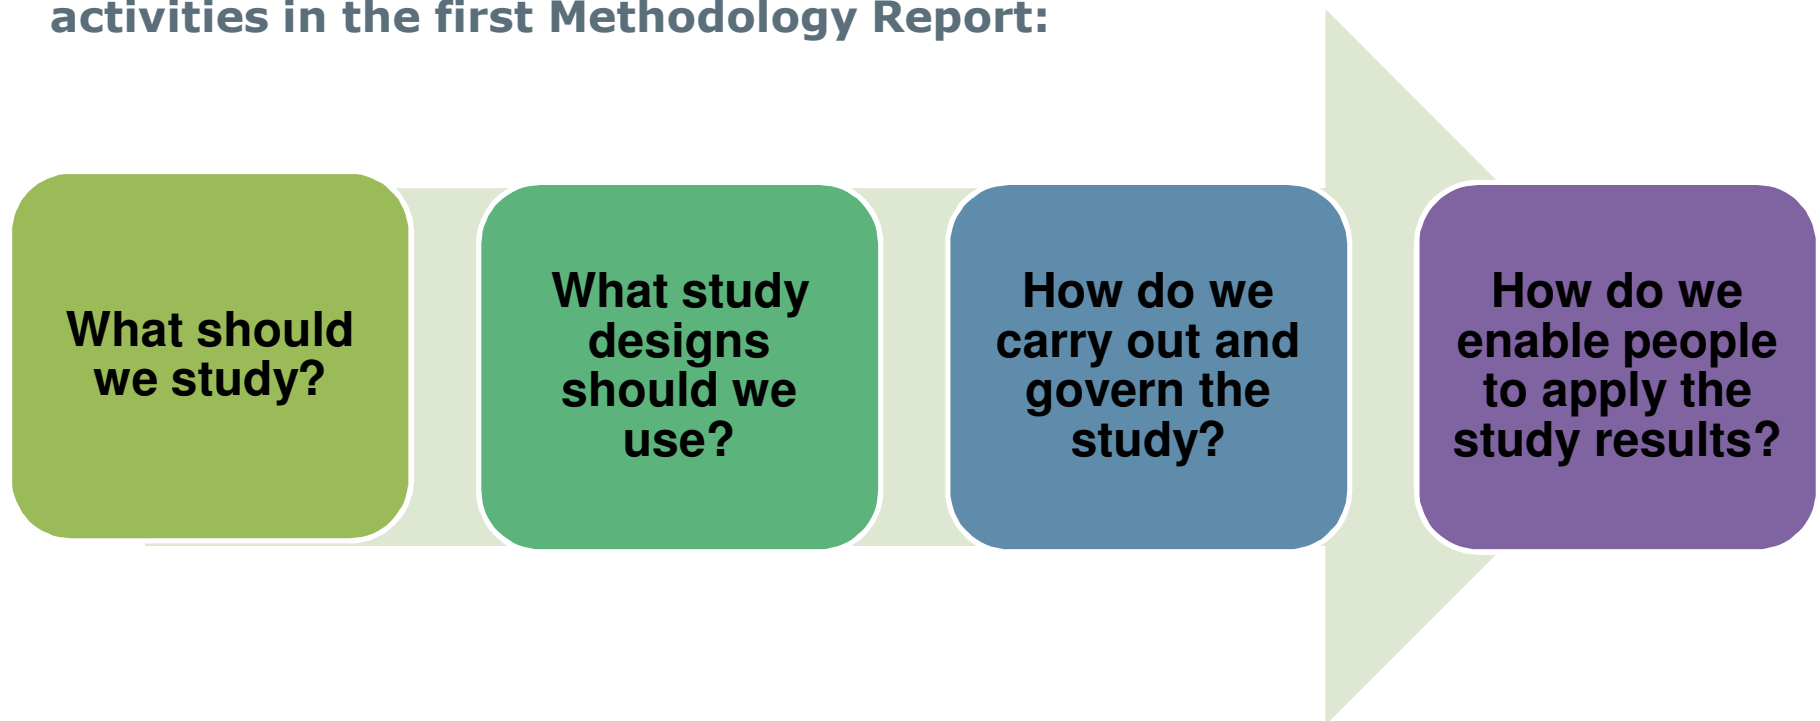 activities in the first Methodology Report:
What should
we study?
What study
designs
should we
use?
How do we
carry out and
govern the
study?
How do we
enable people
to apply the
study results?